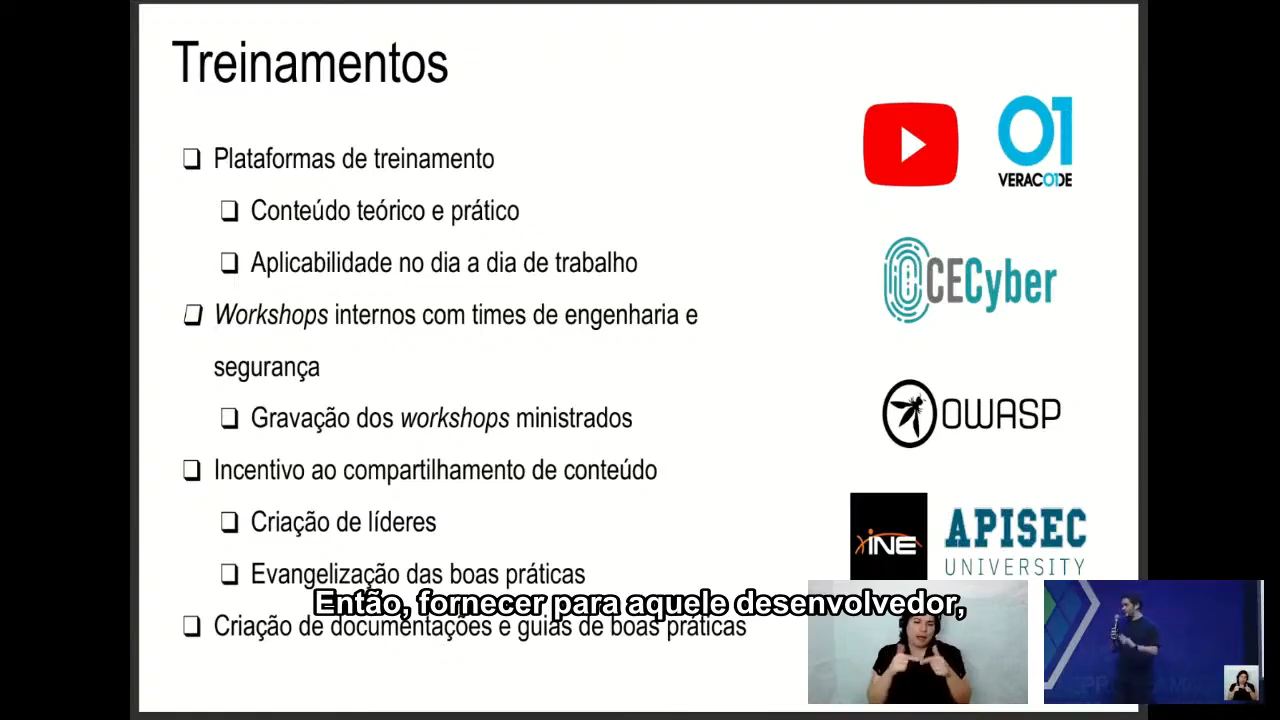 Treinamentos
Plataformas de treinamento
Conteúdo teórico e prático
Aplicabilidade no dia a dia de trabalho
Workshops internos com times de engenharia e
segurança
Gravação dos workshops ministrados
Incentivo ao compartilhamento de conteúdo
Criação de líderes
Evangelização das boas práticas
Criação de documentações e guias de boas práticas
01
VERACODE
CECyber
OWASP
INE
APISEC
UNIVERSITY
Então, fornecer para aquele desenvolvedor,